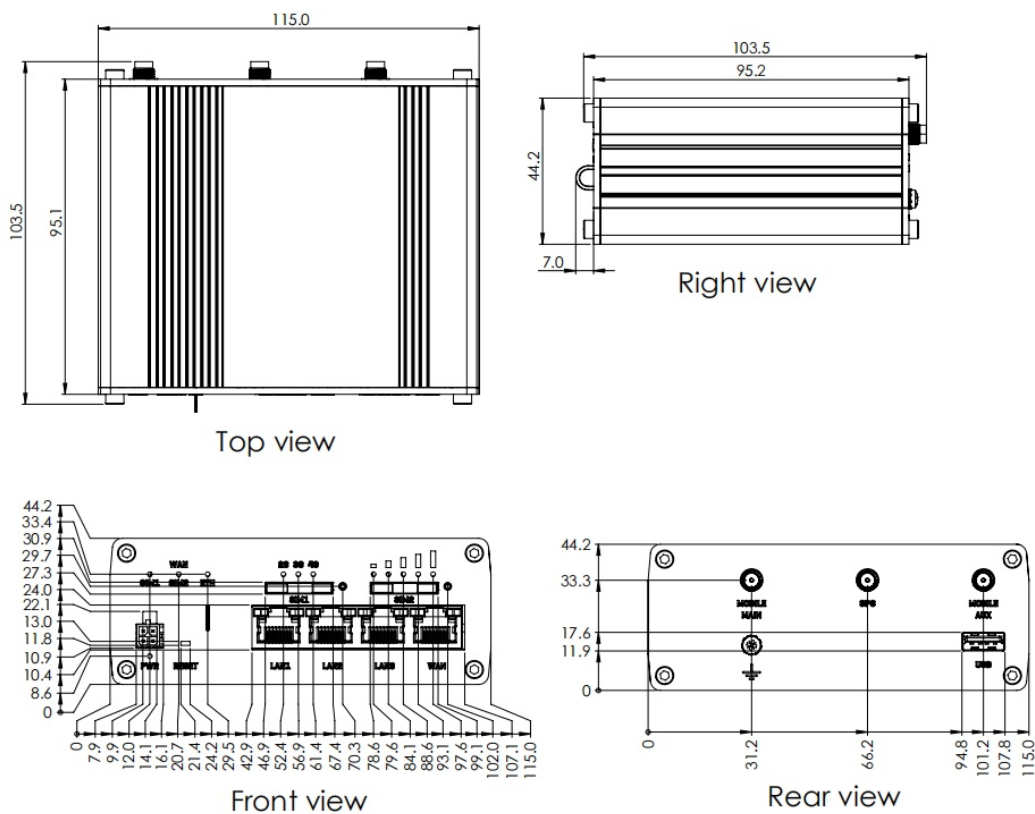 115.0
103.5
95.1
Top view
103.5
95.2
44.2
7.0
Right view
44.2
33.4
30.9
29.7
27.3
24.0
22.1
13.0
11.8
10.9
10.4
8.6
0
WAN
SIM1 SIM2 ETH
2G 3G 4G
SIM1
SIM2
PWR
RESET
LAN1
LAN2
LAN3
WAN
0 7.9 9.9 12.0 14.1 16.1 20.7 21.4 24.2 29.5 42.9 46.9 52.4 56.9 61.4 67.4 70.3 78.6 79.6 84.1 88.6 93.1 97.6 99.1 102.0 107.1 115.0
Front view
44.2
33.3
17.6
11.9
0
MOBILE
MAIN
GPS
MOBILE
AUX
USB
0 31.2 66.2 94.8 101.2 107.8 115.0
Rear view